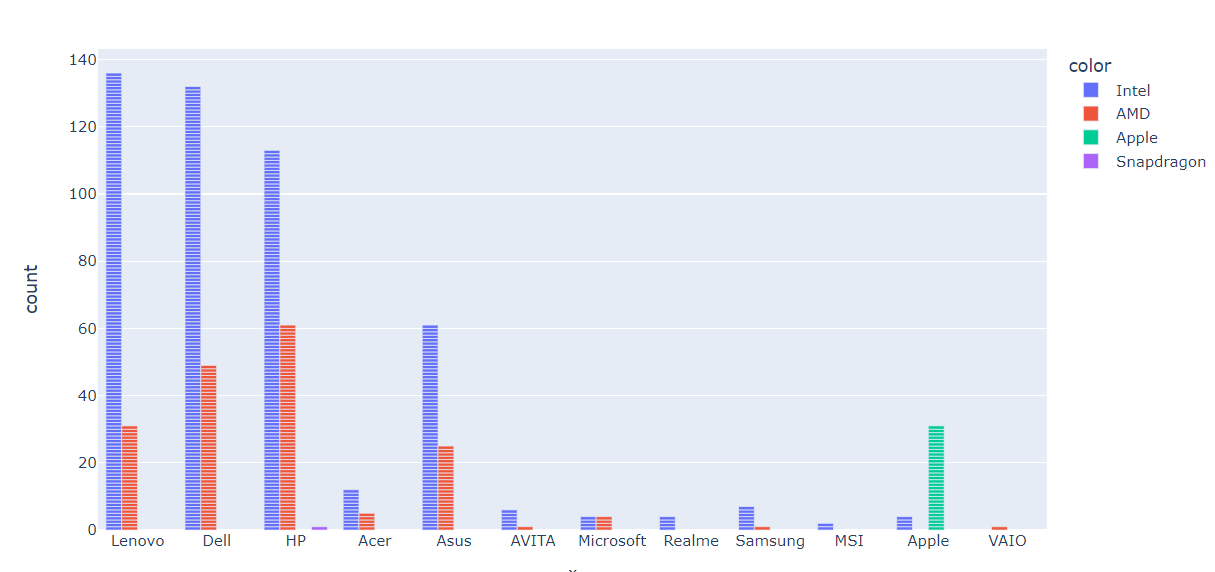 color
Intel
AMD
Apple
Snapdragon
count
140
120
100
80
60
40
20
0
Lenovo Dell HP Acer Asus AVITA Microsoft Realme Samsung MSI Apple VAIO